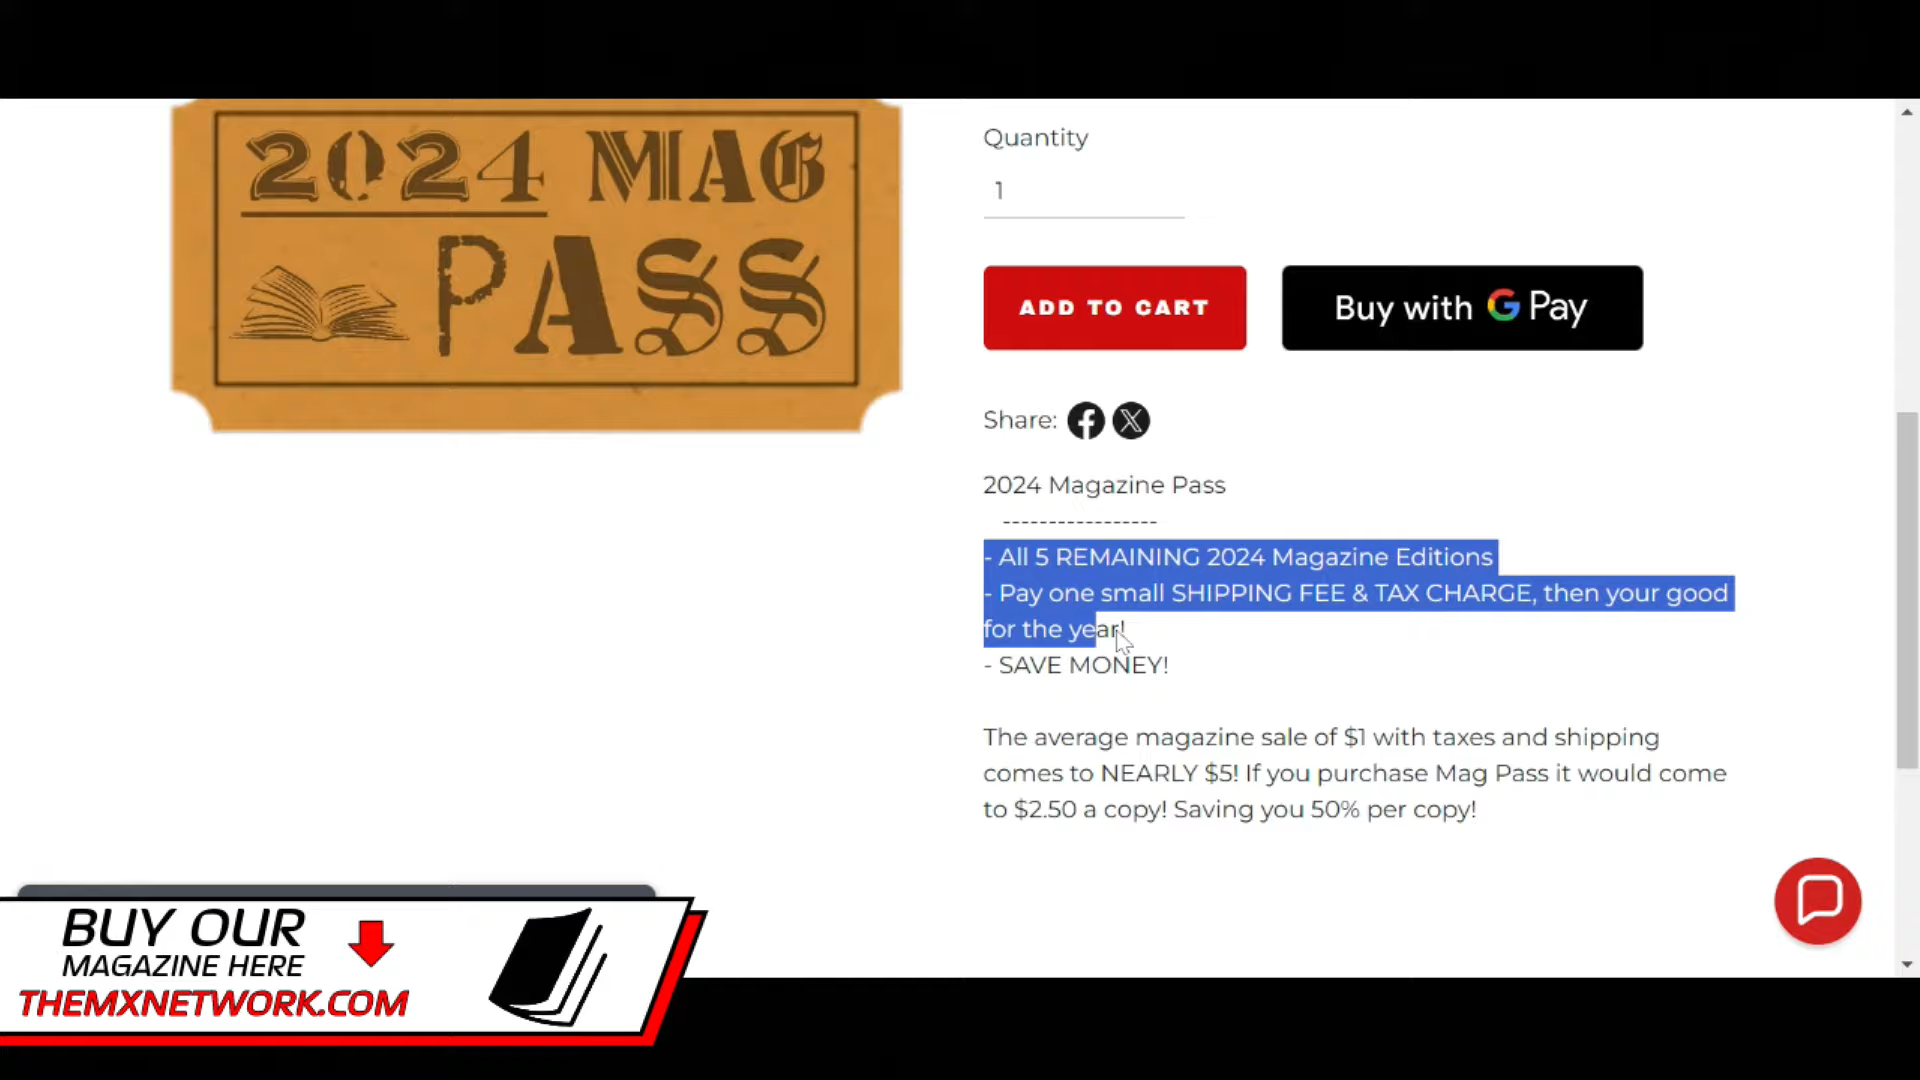 2024 MAG
PASS
Quantity
1
ADD TO CART
Buy with G Pay
Share:
2024 Magazine Pass
-----------------
- All 5 REMAINING 2024 Magazine Editions
- Pay one small SHIPPING FEE & TAX CHARGE, then your good
for the year!
- SAVE MONEY!
The average magazine sale of $1 with taxes and shipping
comes to NEARLY $5! If you purchase Mag Pass it would come
to $2.50 a copy! Saving you 50% per copy!
BUY OUR
MAGAZINE HERE
THEMXNETWORK.COM